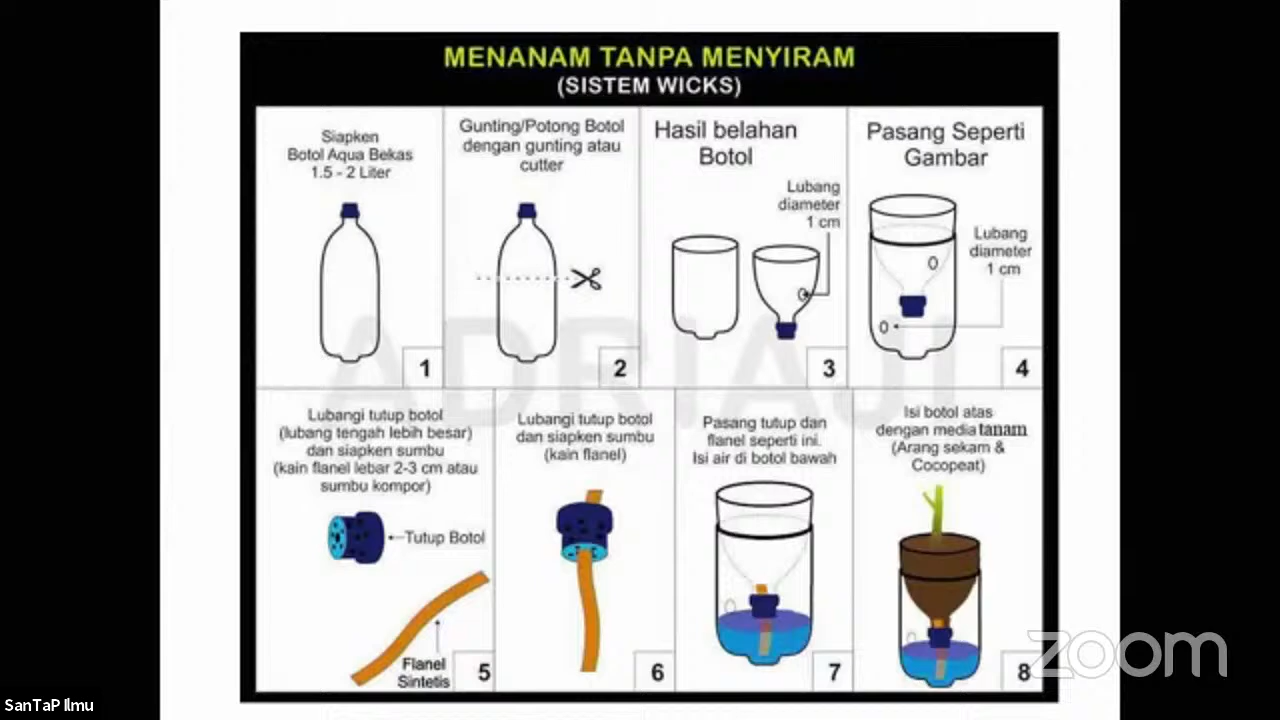 MENANAM TANPA MENYIRAM
(SISTEM WICKS)
Siapken
Botol Aqua Bekas
1.5 - 2 Liter
1
Gunting/Potong Botol
dengan gunting atau
cutter
2
Hasil belahan
Botol
Lubang
diameter
1 cm
3
Pasang Seperti
Gambar
Lubang
diameter
1 cm
4
Lubangi tutup botol
(lubang tengah lebih besar)
dan siapken sumbu
(kain flanel lebar 2-3 cm atau
sumbu kompor)
Tutup Botol
Flanel
Sintetis
5
Lubangi tutup botol
dan siapken sumbu
(kain flanel)
6
Pasang tutup dan
flanel seperti ini.
Isi air di botol bawah
7
Isi botol atas
dengan media tanam
(Arang sekam &
Cocopeat)
8
ADRIAJI
zoom
SanTaP Ilmu